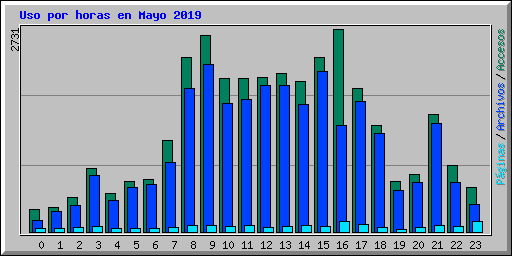 Uso por horas en Mayo 2019
2731
Páginas / Archivos / Accesos
0 1 2 3 4 5 6 7 8 9 10 11 12 13 14 15 16 17 18 19 20 21 22 23